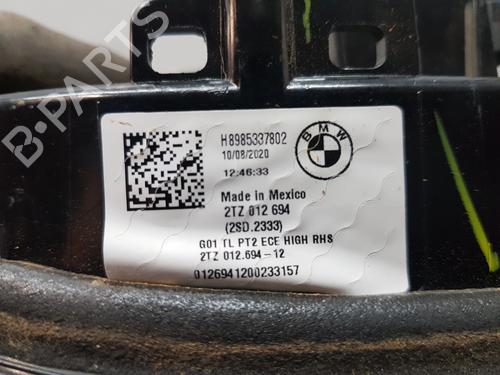 H8985337802
10/08/2020
BMW
12:46:33
Made in Mexico
2TZ 012 694
(2SD.2333)
G01 TL PT2 ECE HIGH RHS
2TZ 012.694-12
0126941200233157
B-PARTS